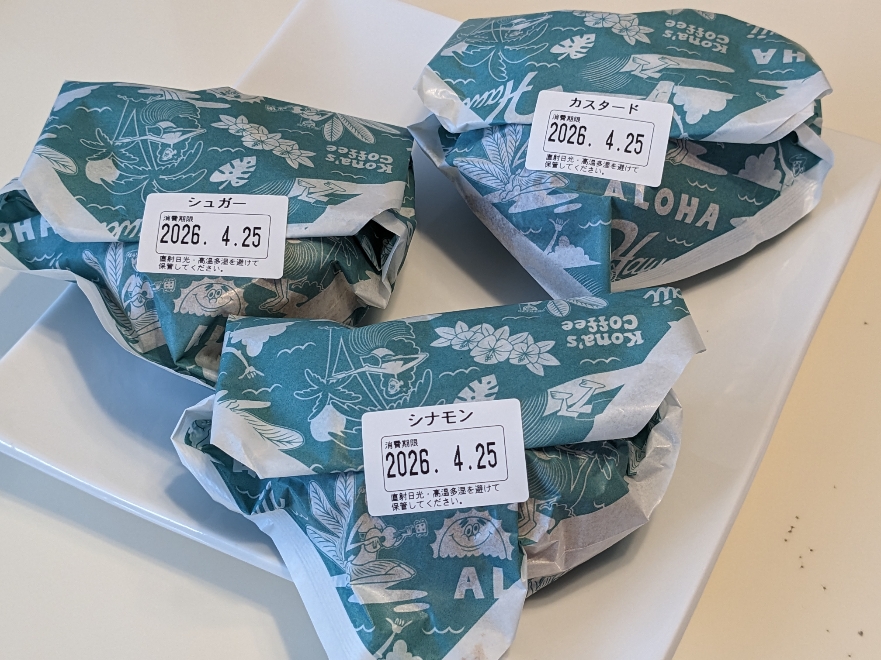 シュガー
消費期限
2026. 4.25
直射日光・高温多湿を避けて
保管してください。
カスタード
消費期限
2026. 4.25
直射日光・高温多湿を避けて
保管してください。
シナモン
消費期限
2026. 4.25
直射日光・高温多湿を避けて
保管してください。
Kona's
Coffee
Kona's
Coffee
ALOHA
Kona's
Coffee